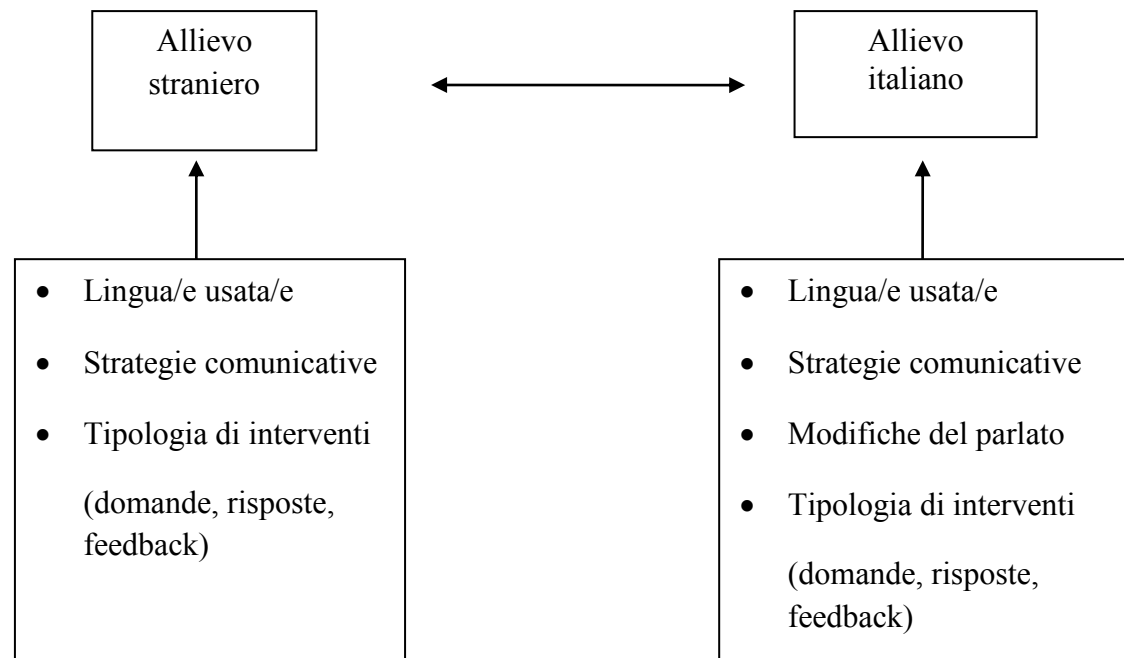 Allievo
straniero
Allievo
italiano
• Lingua/e usata/e
• Strategie comunicative
• Tipologia di interventi
(domande, risposte,
feedback)
• Lingua/e usata/e
• Strategie comunicative
• Modifiche del parlato
• Tipologia di interventi
(domande, risposte,
feedback)